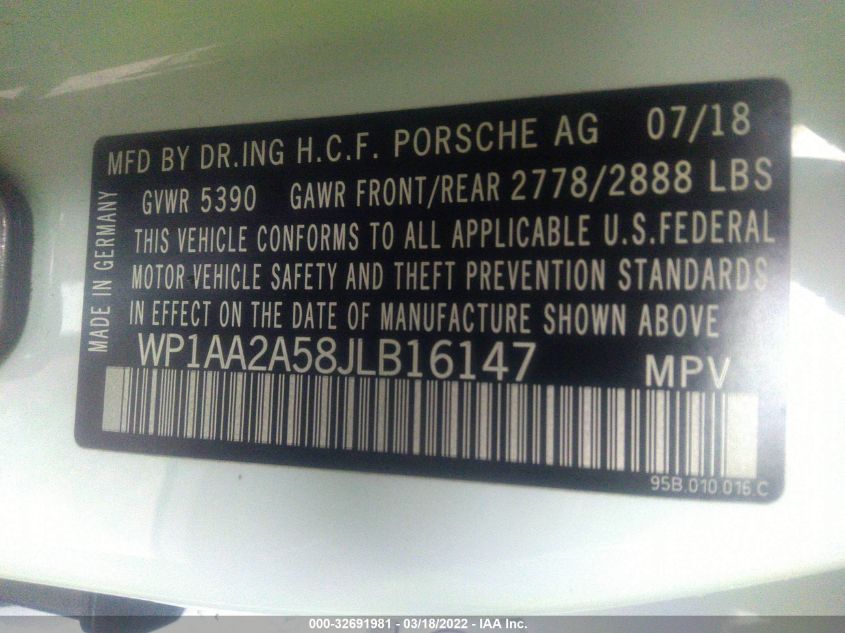 MFD BY DR.ING H.C.F. PORSCHE AG 07/18
GVWR 5390 GAWR FRONT/REAR 2778/2888 LBS
THIS VEHICLE CONFORMS TO ALL APPLICABLE U.S.FEDERAL
MOTOR VEHICLE SAFETY AND THEFT PREVENTION STANDARDS
IN EFFECT ON THE DATE OF MANUFACTURE SHOWN ABOVE
MADE IN GERMANY
WP1AA2A58JLB16147 MPV
95B.010.016.C
000-32691981 - 03/18/2022 - IAA Inc.